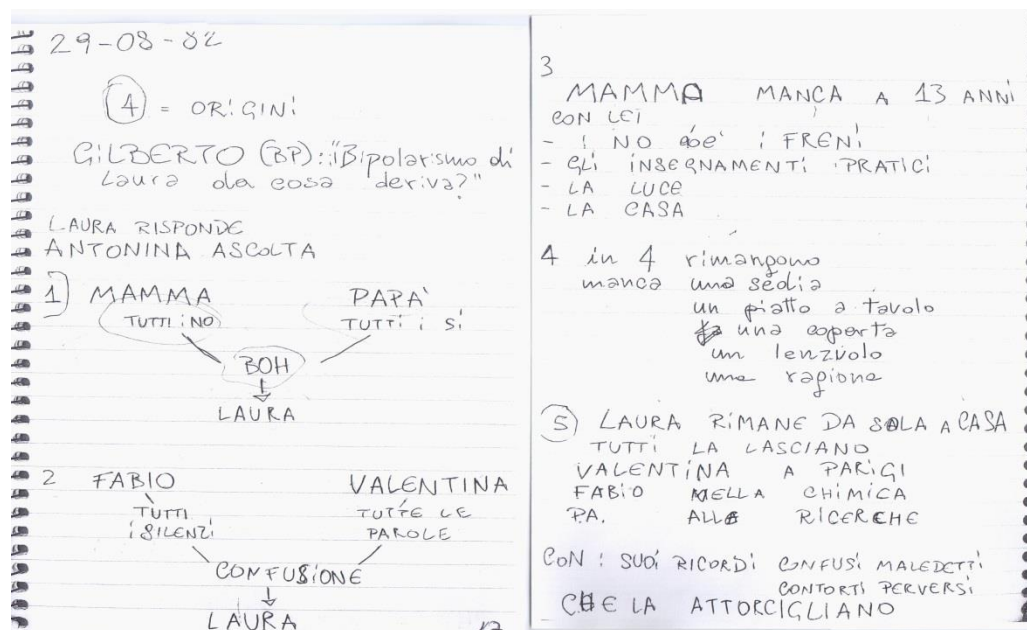 29-08-02
4 = ORIGINI
GILBERTO (BP): "Bipolarismo di
Laura da cosa deriva?"
LAURA RISPONDE
ANTONINA ASCOLTA
1) MAMMA PAPA'
TUTTI i NO TUTTI i Sì
BOH
LAURA
2 FABIO VALENTINA
TUTTI TUTTE LE
i SILENZI PAROLE
CONFUSIONE
LAURA
3
MAMMA MANCA A 13 ANNI
CON LEI
- i NO cioe' i FRENI
- GLI INSEGNAMENTI PRATICI
- LA LUCE
- LA CASA
4 in 4 rimangono
manca una sedia
un piatto a tavolo
una coperta
un lenzuolo
una ragione
5) LAURA RIMANE DA SOLA A CASA
TUTTI LA LASCIANO
VALENTINA A PARIGI
FABIO NELLA CHIMICA
PA. ALLE RICERCHE
CON i SUOI RICORDI CONFUSI MALEDETTI
CONTORTI PERVERSI
CHE LA ATTORCIGLIANO